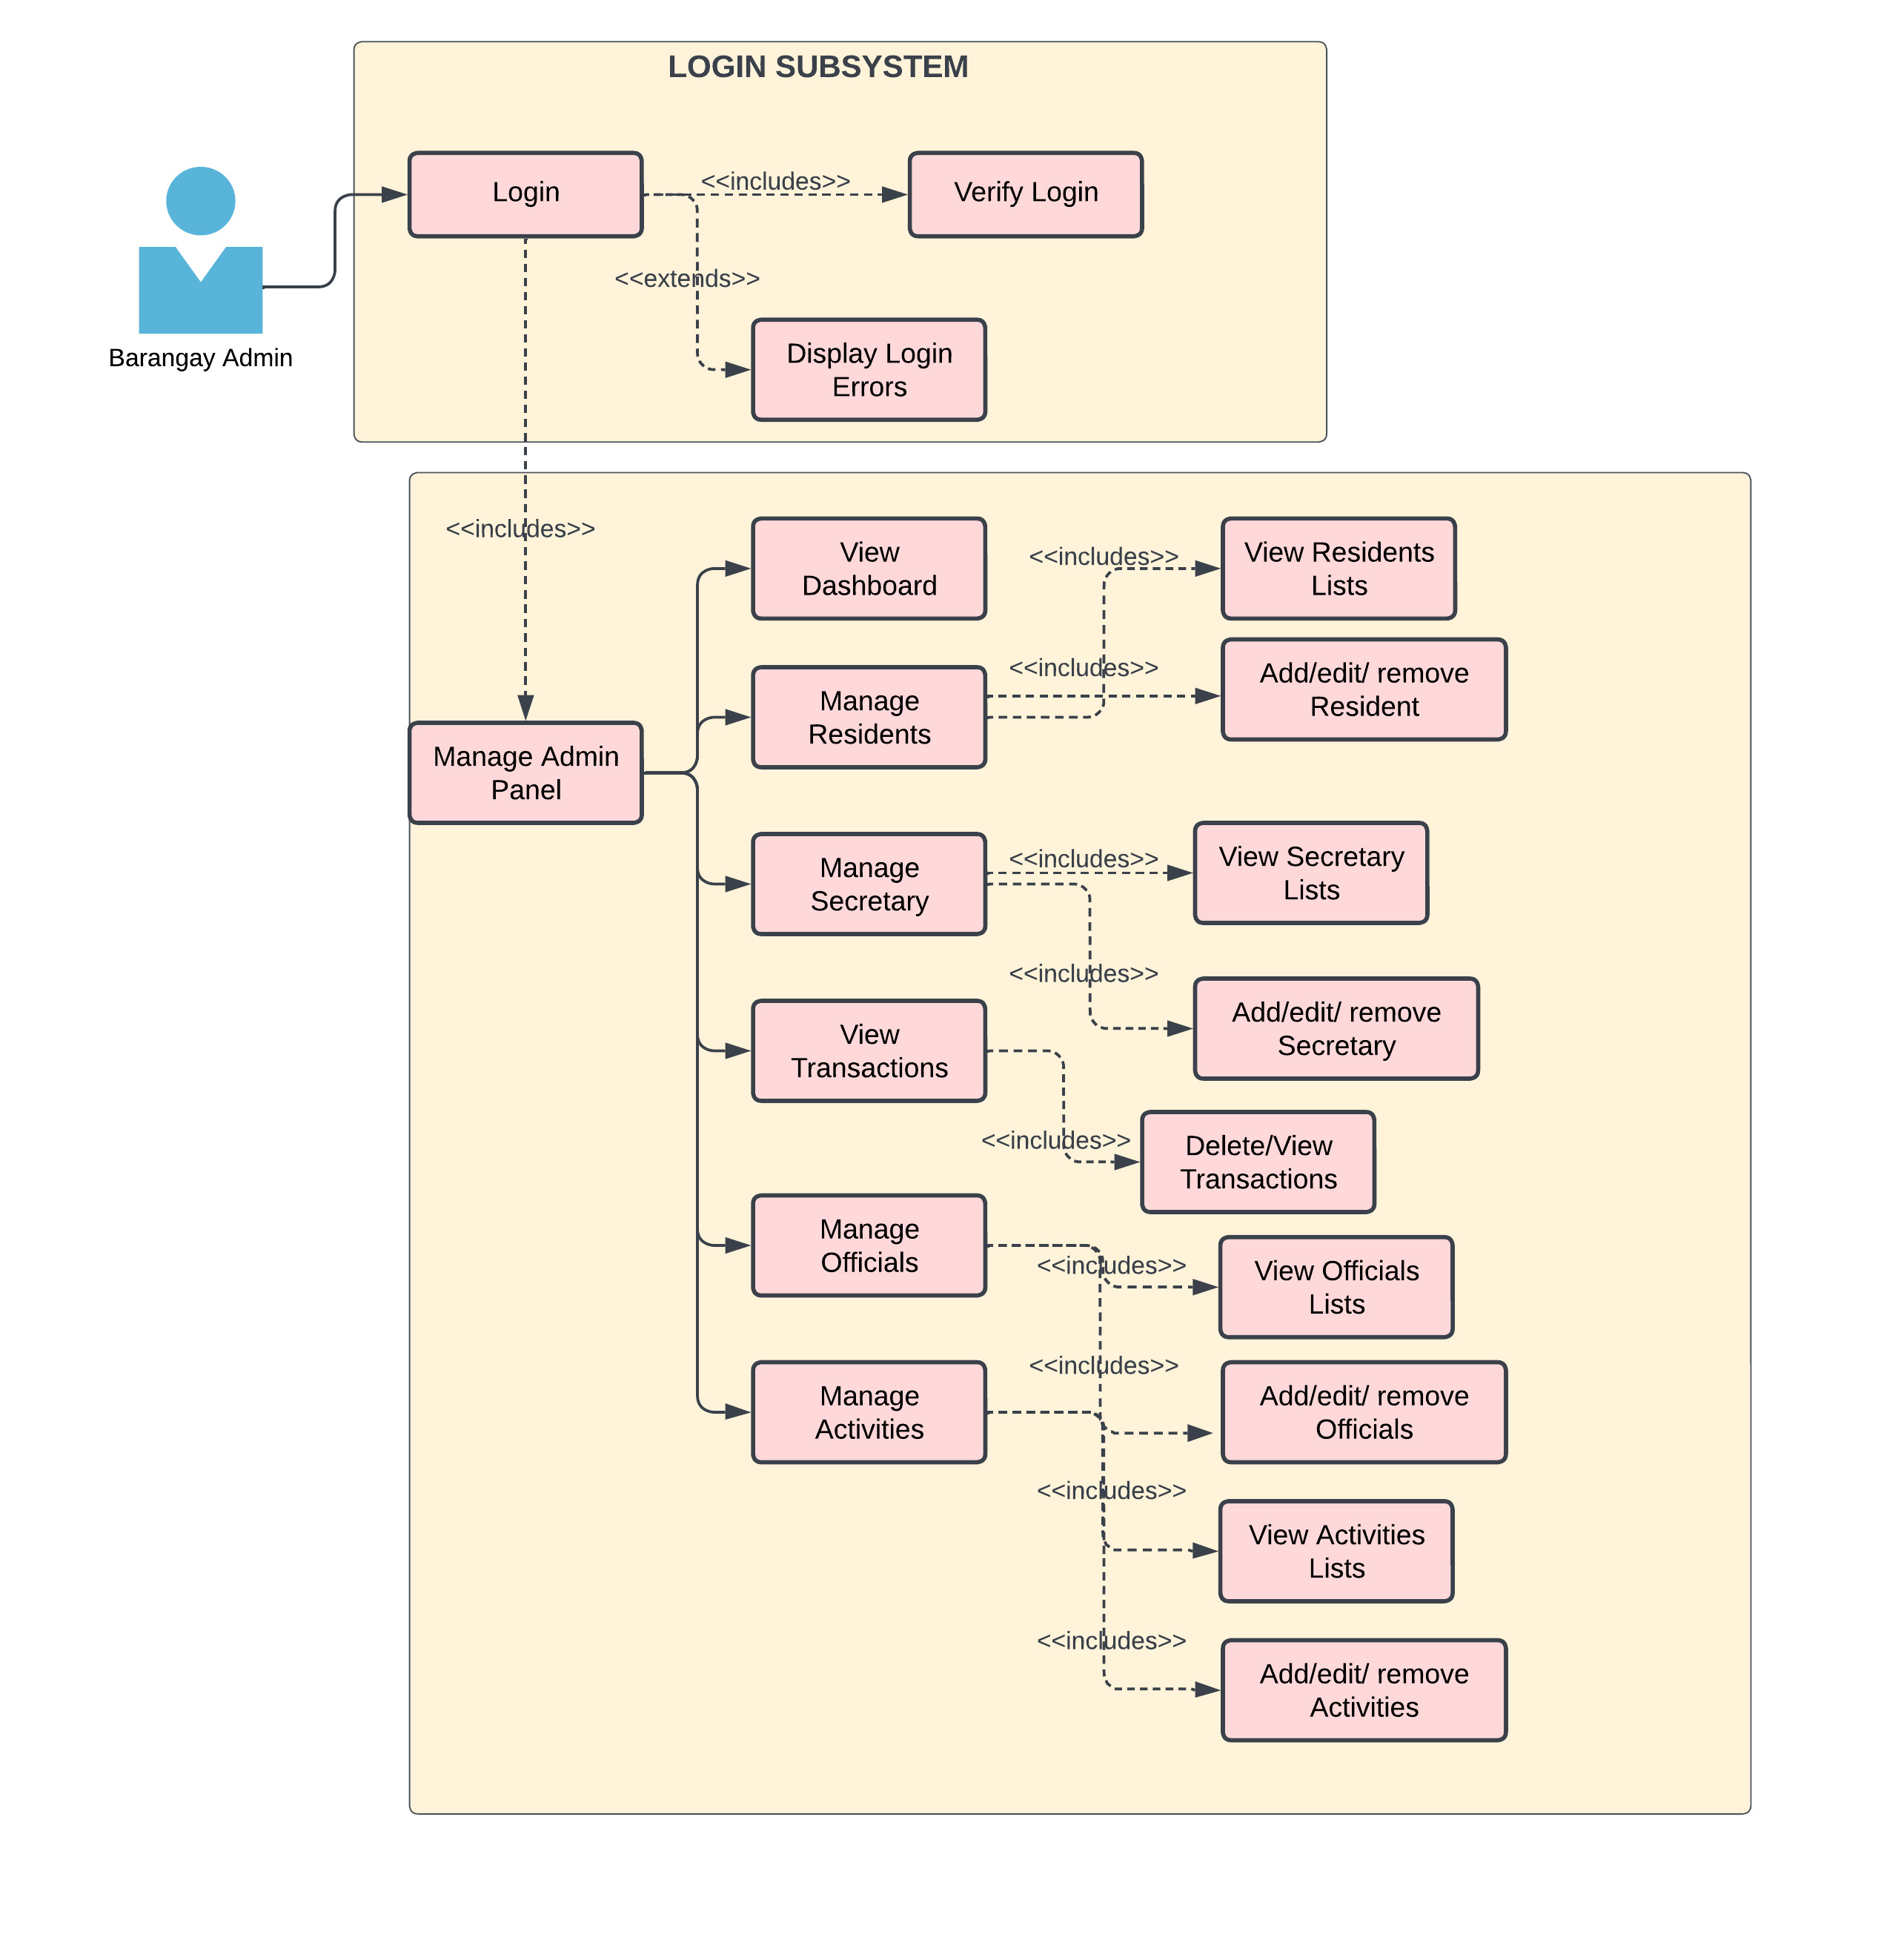 LOGIN SUBSYSTEM
Login
<<includes>>
Verify Login
<<extends>>
Barangay Admin
Display Login
Errors
<<includes>>
View
Dashboard
<<includes>>
View Residents
Lists
Manage
Residents
<<includes>>
Add/edit/ remove
Resident
Manage Admin
Panel
Manage
Secretary
<<includes>>
View Secretary
Lists
<<includes>>
Add/edit/ remove
Secretary
View
Transactions
<<includes>>
Delete/View
Transactions
Manage
Officials
<<includes>>
View Officials
Lists
<<includes>>
Add/edit/ remove
Officials
Manage
Activities
<<includes>>
View Activities
Lists
<<includes>>
Add/edit/ remove
Activities